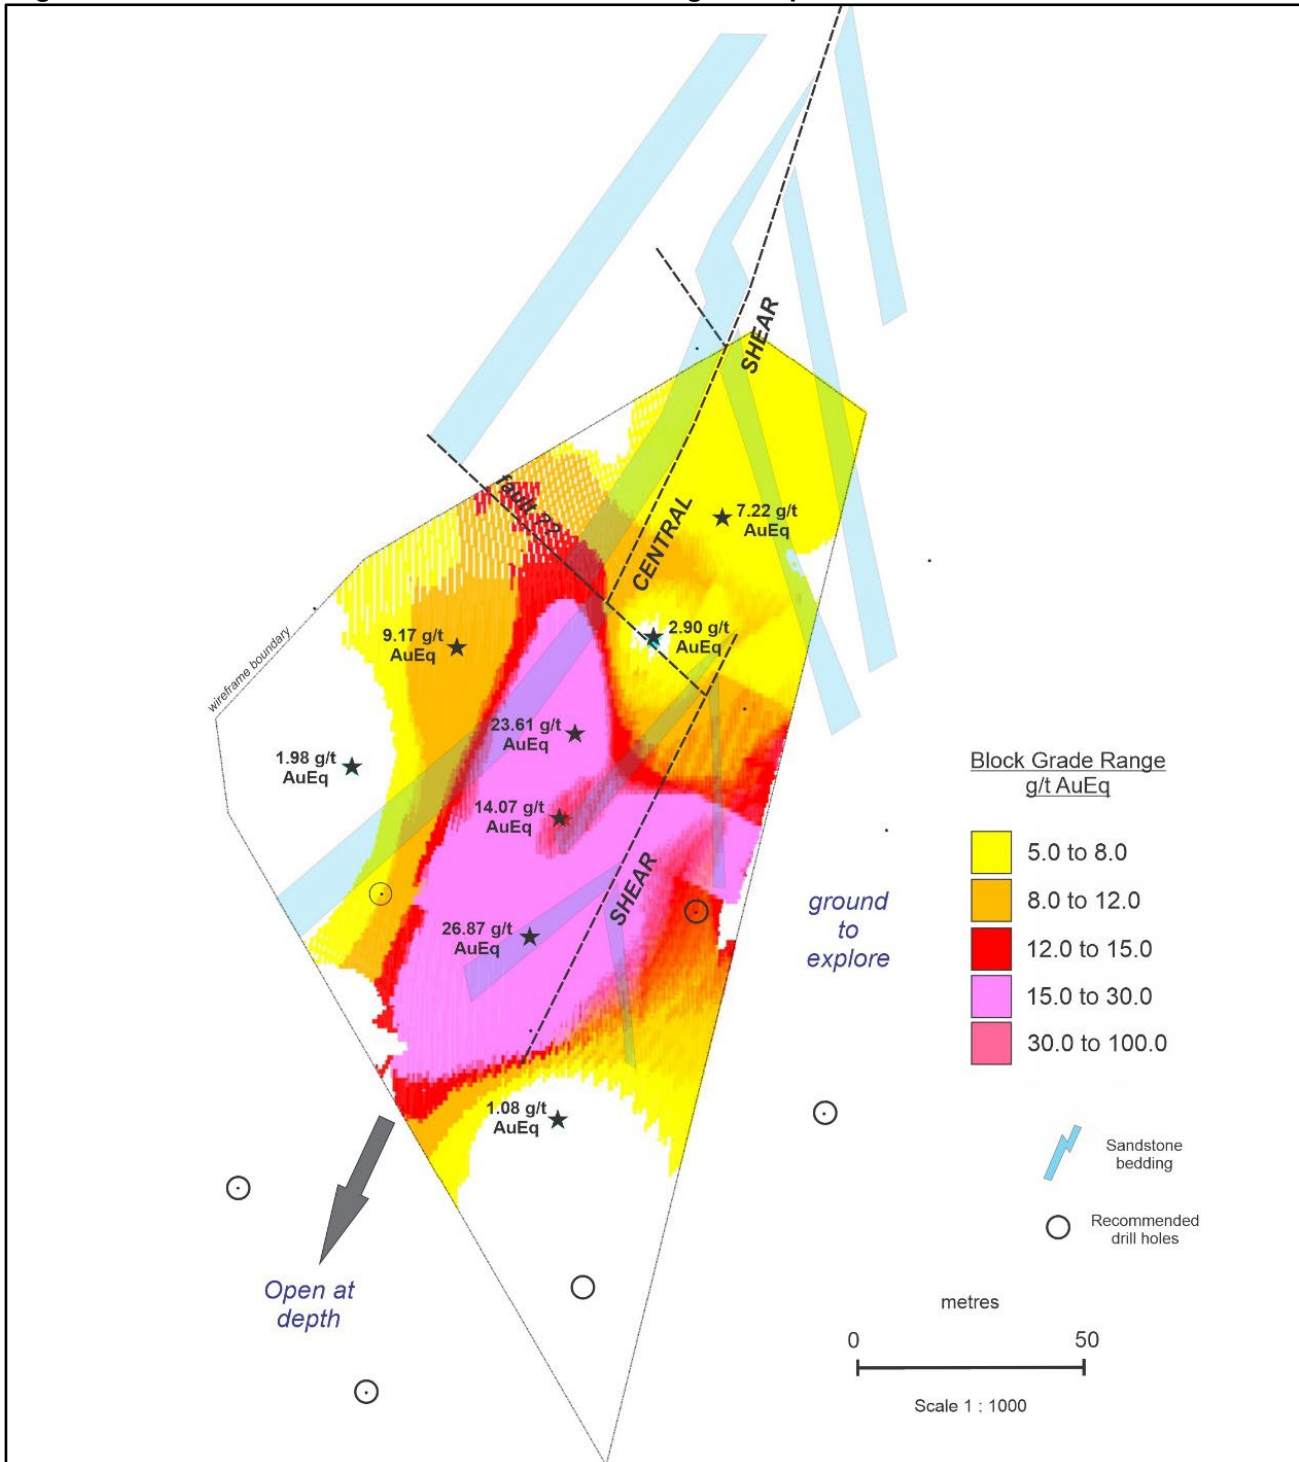 SHEAR
CENTRAL
fault ??
7.22 g/t
AuEq
2.90 g/t
AuEq
9.17 g/t
AuEq
wireframe boundary
23.61 g/t
AuEq
1.98 g/t
AuEq
14.07 g/t
AuEq
SHEAR
26.87 g/t
AuEq
ground
to
explore
1.08 g/t
AuEq
Open at
depth
Block Grade Range
g/t AuEq
5.0 to 8.0
8.0 to 12.0
12.0 to 15.0
15.0 to 30.0
30.0 to 100.0
Sandstone
bedding
Recommended
drill holes
metres
0 50
Scale 1 : 1000